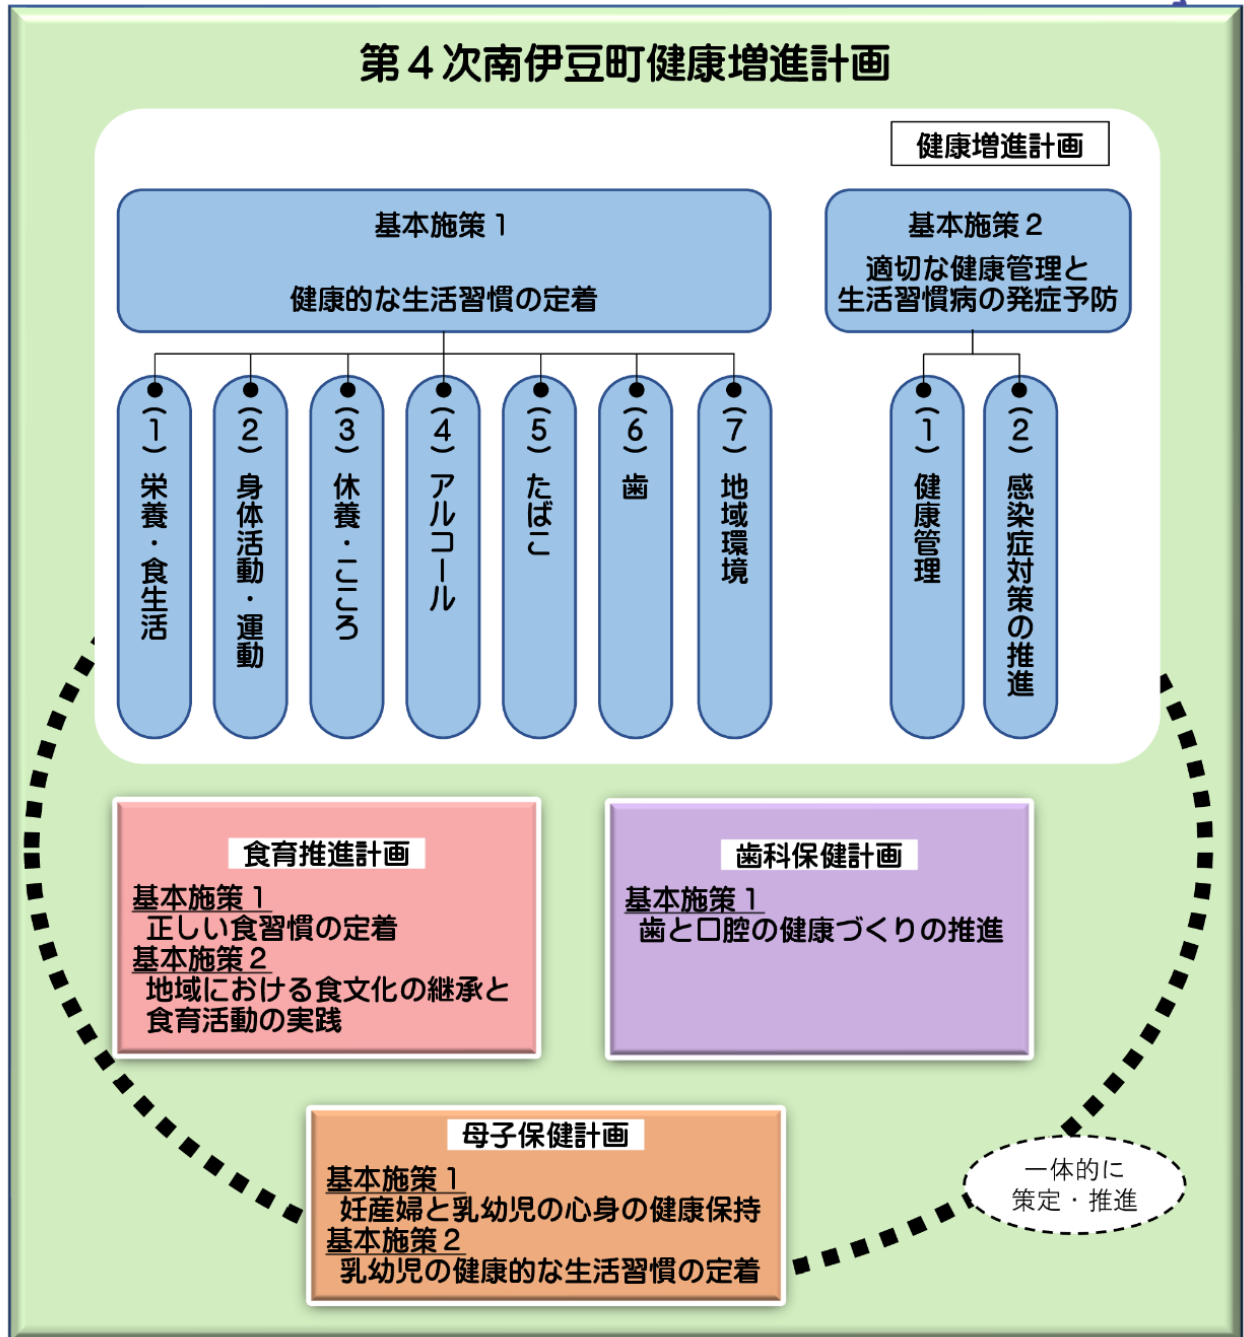 第４次南伊豆町健康増進計画
健康増進計画
基本施策１
健康的な生活習慣の定着
基本施策２
適切な健康管理と
生活習慣病の発症予防
（１）栄養・食生活
（２）身体活動・運動
（３）休養・こころ
（４）アルコール
（５）たばこ
（６）歯
（７）地域環境
（１）健康管理
（２）感染症対策の推進
食育推進計画
基本施策１
正しい食習慣の定着
基本施策２
地域における食文化の継承と
食育活動の実践
歯科保健計画
基本施策１
歯と口腔の健康づくりの推進
母子保健計画
基本施策１
妊産婦と乳幼児の心身の健康保持
基本施策２
乳幼児の健康的な生活習慣の定着
一体的に
策定・推進